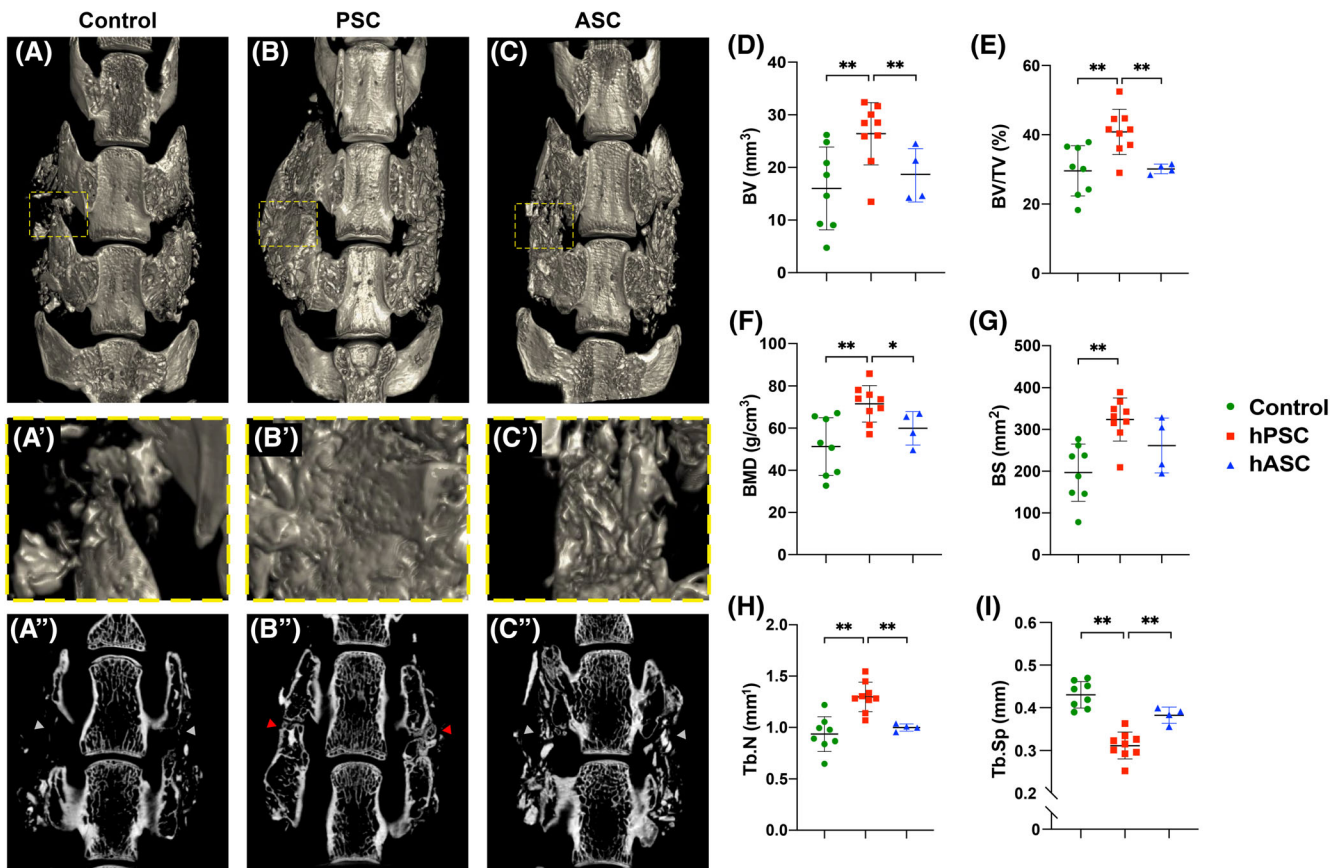 Control
PSC
ASC
(A)
(B)
(C)
(A')
(B')
(C')
(A")
(B")
(C")
(D)
**
**
BV (mm³)
40
30
20
10
0
(E)
**
**
BV/TV (%)
60
40
20
0
(F)
**
*
BMD (g/cm³)
100
80
60
40
20
0
(G)
**
BS (mm²)
500
400
300
200
100
0
Control
hPSC
hASC
(H)
**
**
Tb.N (mm¹)
2.0
1.5
1.0
0.5
0.0
(I)
**
**
Tb.Sp (mm)
0.6
0.5
0.4
0.3
0.2
0